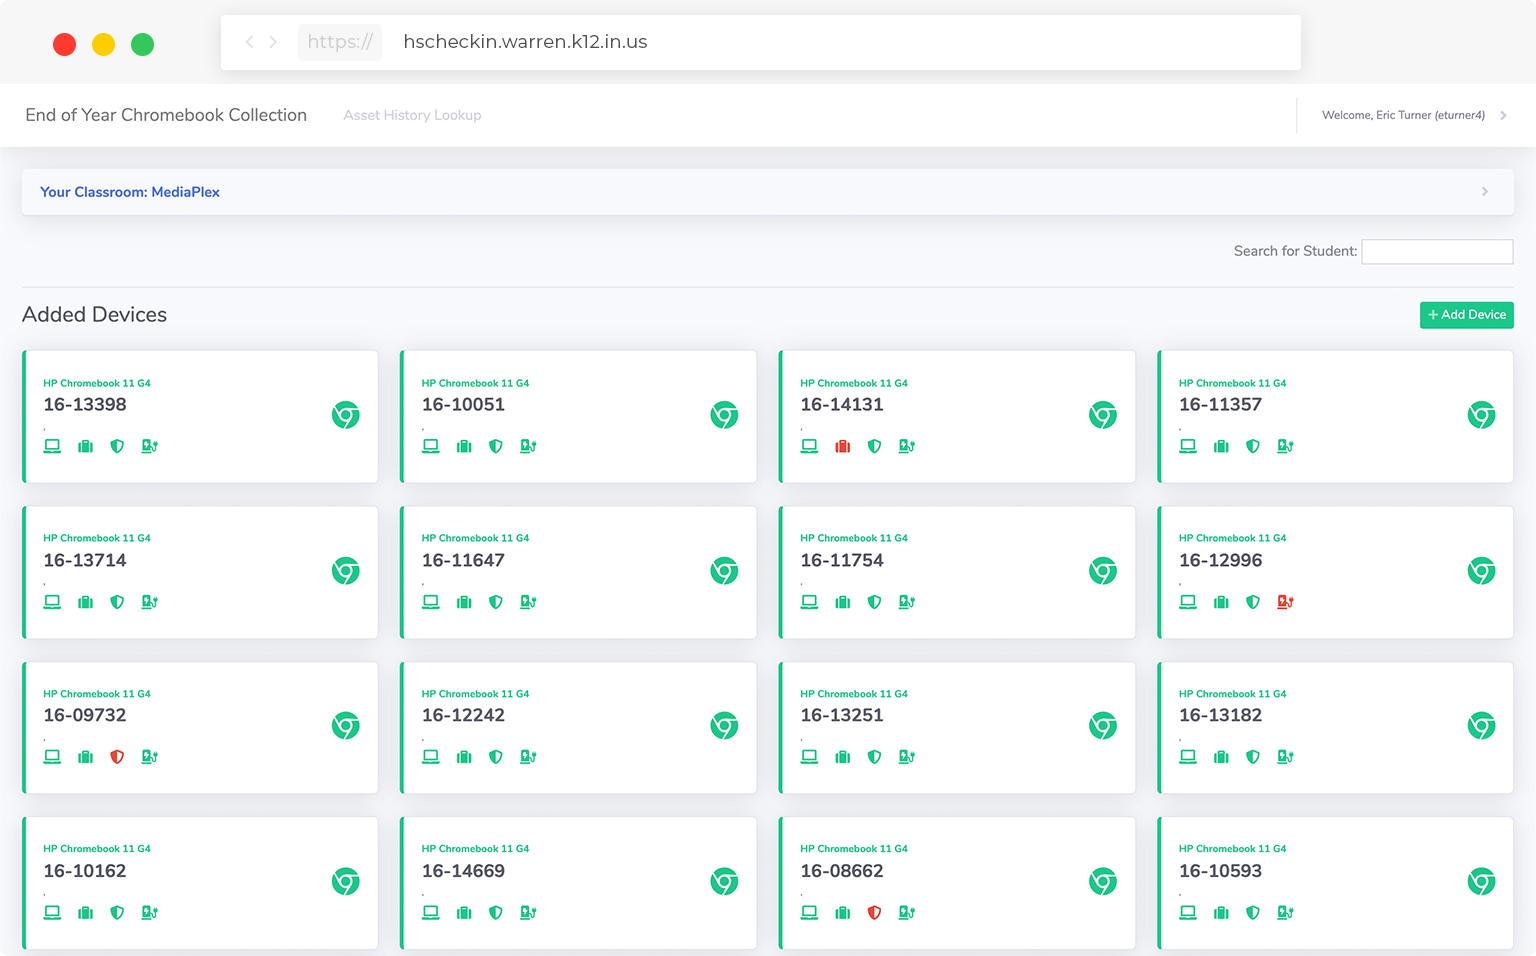 https:// hscheckin.warren.k12.in.us
End of Year Chromebook Collection Asset History Lookup Welcome, Eric Turner (eturner4)
Your Classroom: MediaPlex
Search for Student:
Added Devices + Add Device
HP Chromebook 11 G4 HP Chromebook 11 G4 HP Chromebook 11 G4 HP Chromebook 11 G4
16-13398 16-10051 16-14131 16-11357
, , , ,
HP Chromebook 11 G4 HP Chromebook 11 G4 HP Chromebook 11 G4 HP Chromebook 11 G4
16-13714 16-11647 16-11754 16-12996
, , , ,
HP Chromebook 11 G4 HP Chromebook 11 G4 HP Chromebook 11 G4 HP Chromebook 11 G4
16-09732 16-12242 16-13251 16-13182
, , , ,
HP Chromebook 11 G4 HP Chromebook 11 G4 HP Chromebook 11 G4 HP Chromebook 11 G4
16-10162 16-14669 16-08662 16-10593
, , , ,